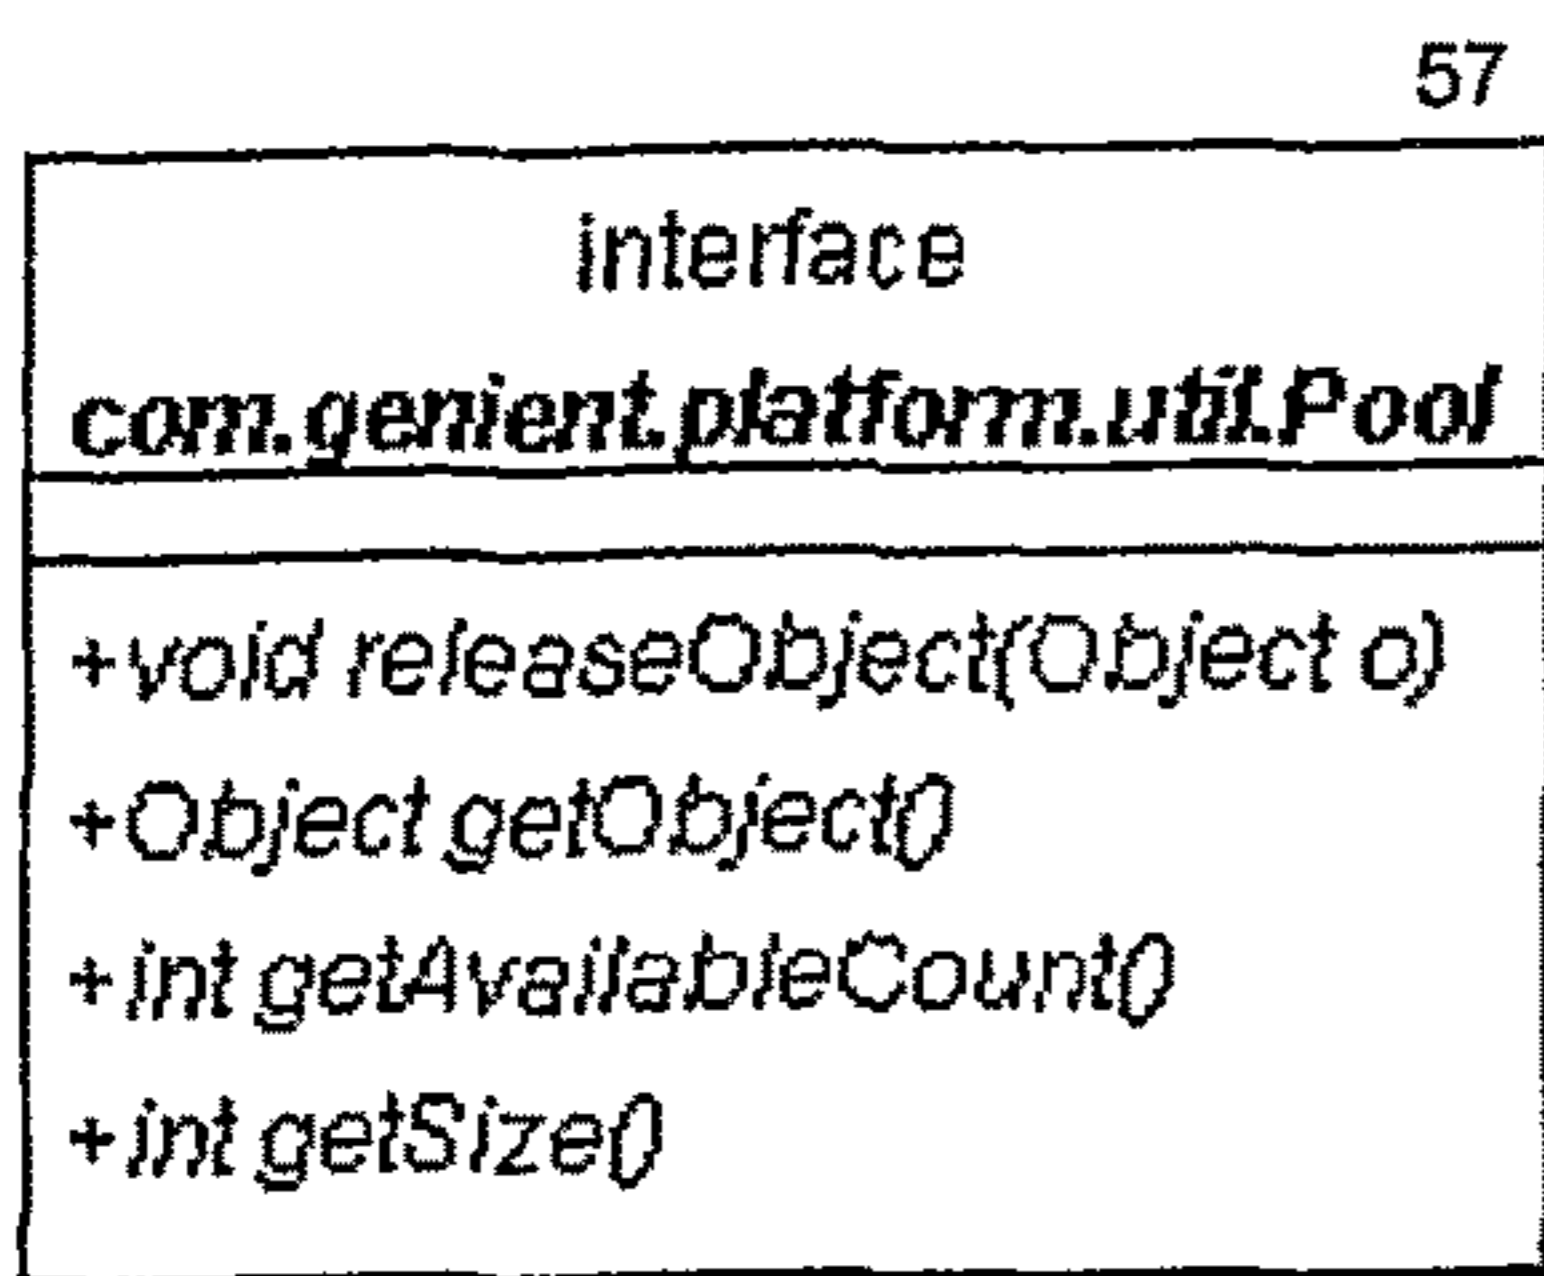 57
interface
com.genient.platform.util.Pool
+void releaseObject(Object o)
+Object getObject()
+int getAvailableCount()
+int getSize()